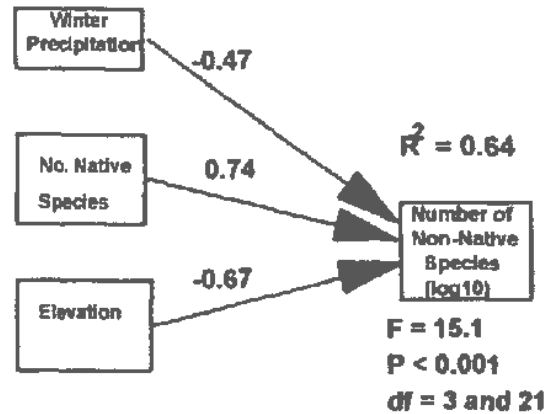 Winter
Precipitation
-0.47
R² = 0.64
No. Native
Species
0.74
Number of
Non-Native
Species
(log10)
Elevation
-0.67
F = 15.1
P < 0.001
df = 3 and 21